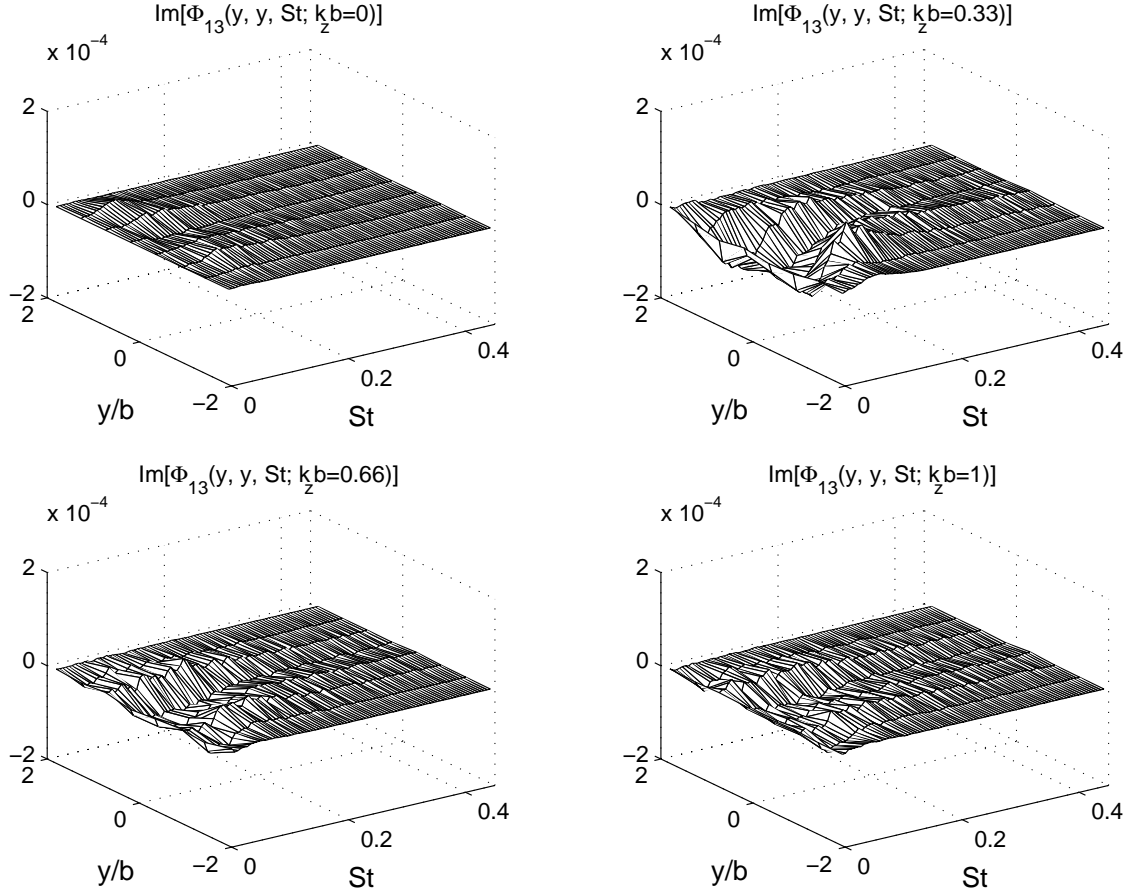 Im[Φ13(y, y, St; kzb=0)]
x 10−4
2
0
−2
2
0
−2
y/b
0
0.2
0.4
St
Im[Φ13(y, y, St; kzb=0.33)]
x 10−4
2
0
−2
2
0
−2
y/b
0
0.2
0.4
St
Im[Φ13(y, y, St; kzb=0.66)]
x 10−4
2
0
−2
2
0
−2
y/b
0
0.2
0.4
St
Im[Φ13(y, y, St; kzb=1)]
x 10−4
2
0
−2
2
0
−2
y/b
0
0.2
0.4
St